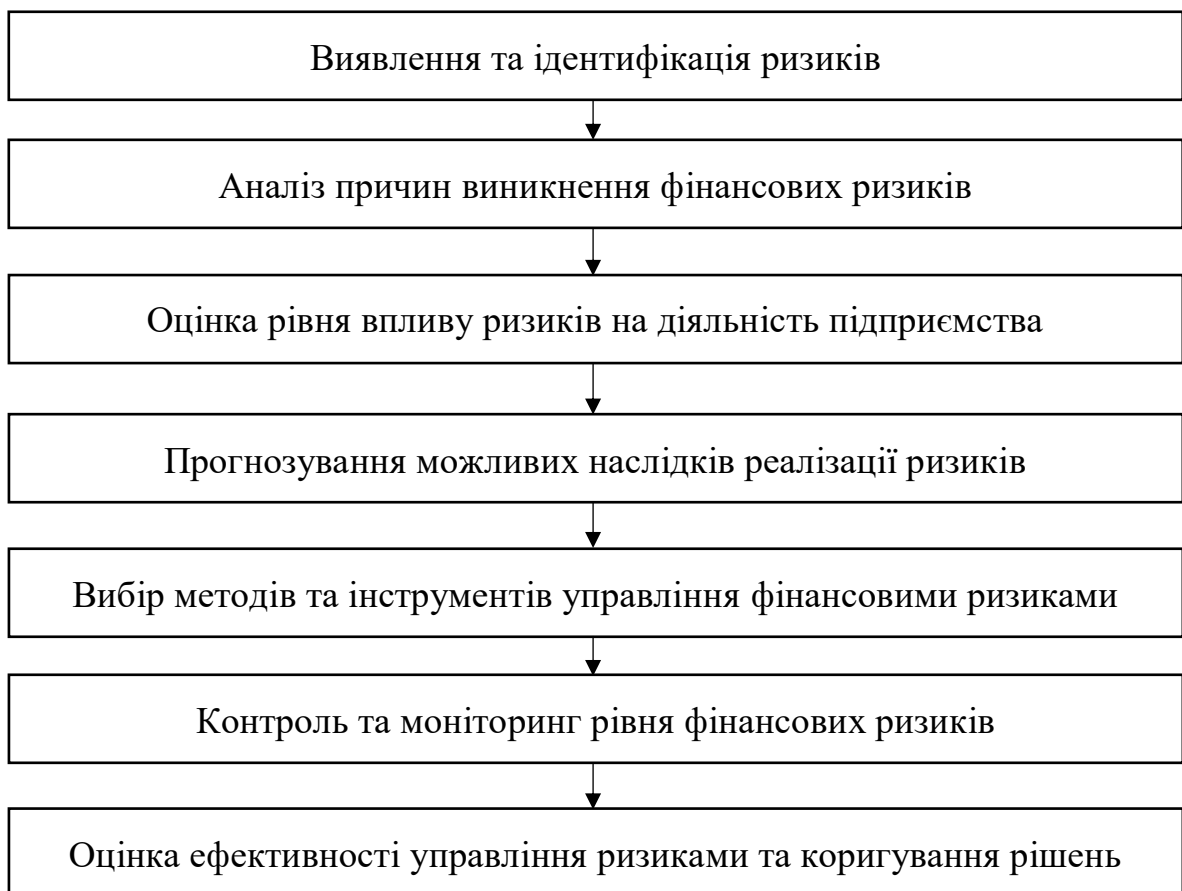 Виявлення та ідентифікація ризиків
Аналіз причин виникнення фінансових ризиків
Оцінка рівня впливу ризиків на діяльність підприємства
Прогнозування можливих наслідків реалізації ризиків
Вибір методів та інструментів управління фінансовими ризиками
Контроль та моніторинг рівня фінансових ризиків
Оцінка ефективності управління ризиками та коригування рішень